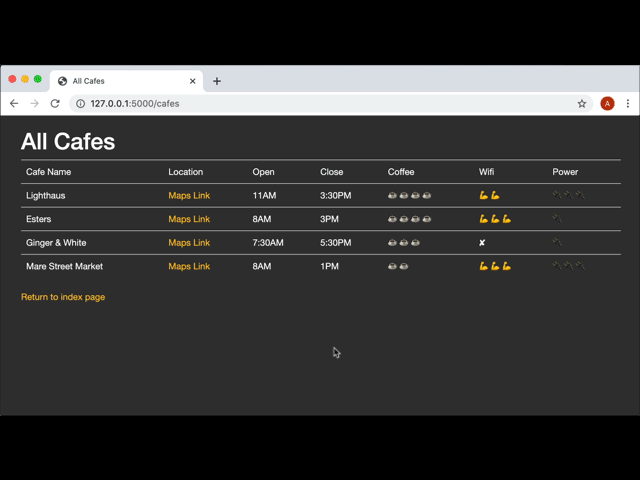 All Cafes
127.0.0.1:5000/cafes
A
All Cafes
Cafe Name Location Open Close Coffee Wifi Power
Lighthaus Maps Link 11AM 3:30PM ☕☕☕☕ 💪💪 🔌🔌🔌
Esters Maps Link 8AM 3PM ☕☕☕☕ 💪💪💪 🔌
Ginger & White Maps Link 7:30AM 5:30PM ☕☕☕ ✘ 🔌
Mare Street Market Maps Link 8AM 1PM ☕☕ 💪💪💪 🔌🔌🔌
Return to index page